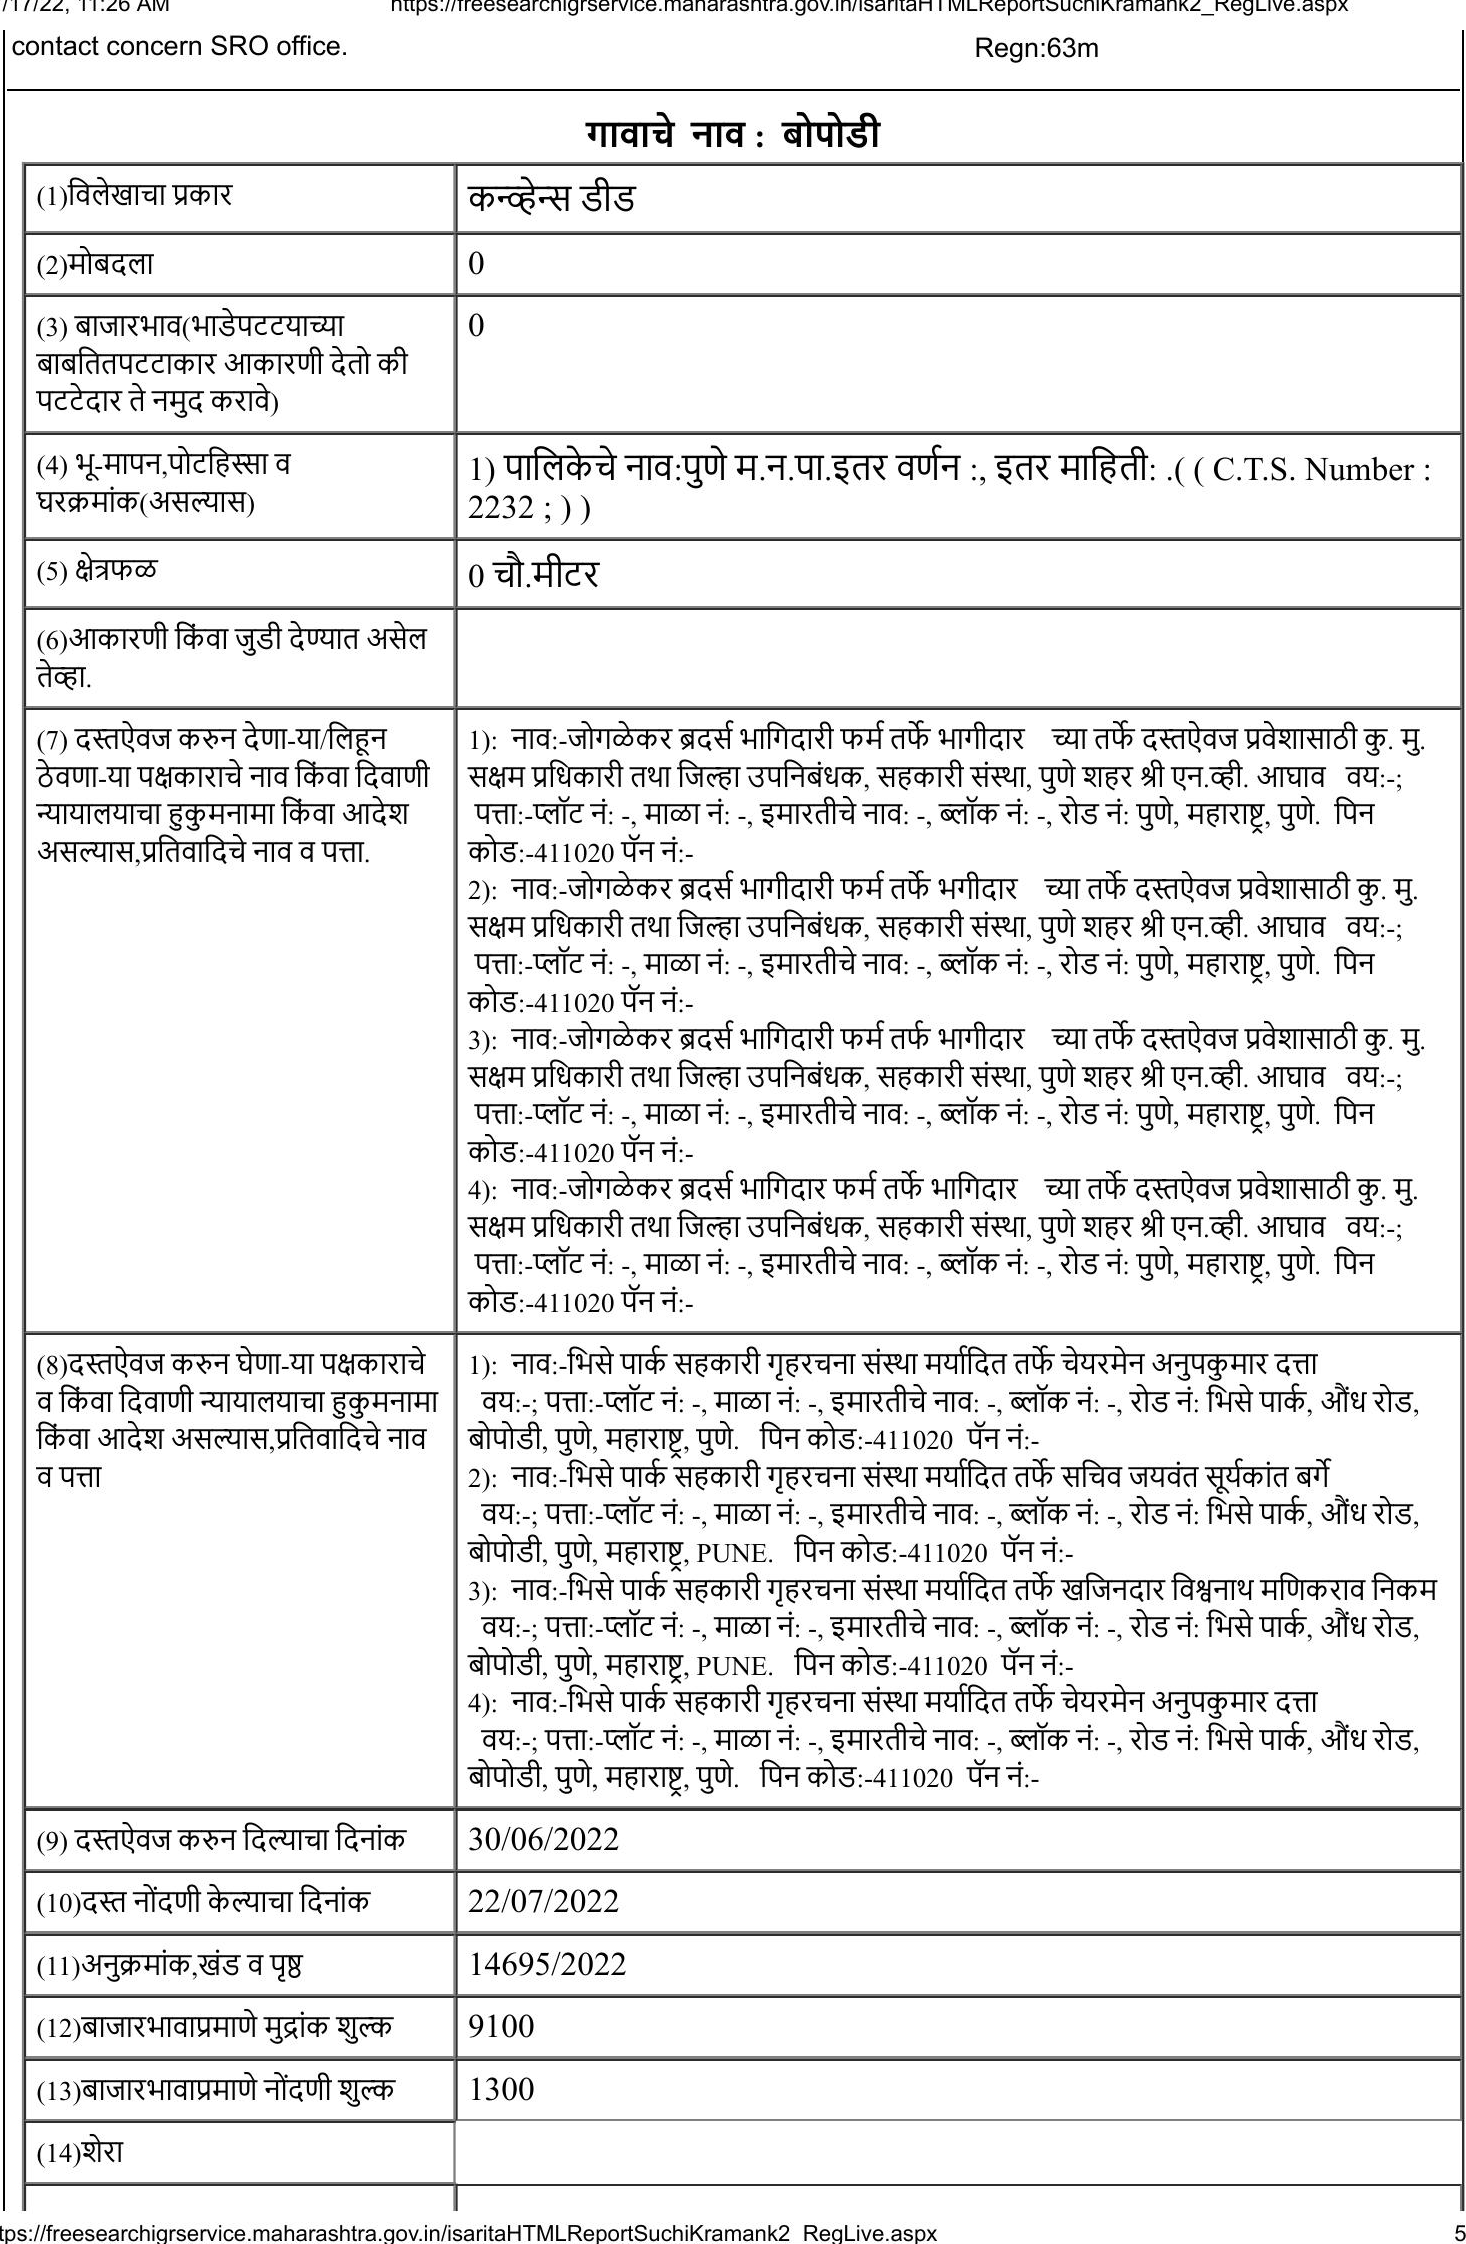 /17/22, 11:26 AM https://freesearchigrservice.maharashtra.gov.in/isaritaHTMLReportSuchiKramank2_RegLive.aspx
contact concern SRO office. Regn:63m
गावाचे नाव : बोपोडी
(1)विलेखाचा प्रकार कन्व्हेन्स डीड
(2)मोबदला 0
(3) बाजारभाव(भाडेपटटयाच्या 0
बाबतितपटटाकार आकारणी देतो की
पटटेदार ते नमुद करावे)
(4) भू-मापन,पोटहिस्सा व
घरक्रमांक(असल्यास)
1) पालिकेचे नाव:पुणे म.न.पा.इतर वर्णन :, इतर माहिती: .( ( C.T.S. Number :
2232 ; ) )
(5) क्षेत्रफळ 0 चौ.मीटर
(6)आकारणी किंवा जुडी देण्यात असेल
तेव्हा.
(7) दस्तऐवज करुन देणा-या/लिहून
ठेवणा-या पक्षकाराचे नाव किंवा दिवाणी
न्यायालयाचा हुकुमनामा किंवा आदेश
असल्यास,प्रतिवादिचे नाव व पत्ता.
1): नाव:-जोगळेकर ब्रदर्स भागिदारी फर्म तर्फे भागीदार च्या तर्फे दस्तऐवज प्रवेशासाठी कु. मु.
सक्षम प्रधिकारी तथा जिल्हा उपनिबंधक, सहकारी संस्था, पुणे शहर श्री एन.व्ही. आघाव वय:-;
पत्ता:-प्लॉट नं: -, माळा नं: -, इमारतीचे नाव: -, ब्लॉक नं: -, रोड नं: पुणे, महाराष्ट्र, पुणे. पिन
कोड:-411020 पॅन नं:-
2): नाव:-जोगळेकर ब्रदर्स भागीदारी फर्म तर्फे भगीदार च्या तर्फे दस्तऐवज प्रवेशासाठी कु. मु.
सक्षम प्रधिकारी तथा जिल्हा उपनिबंधक, सहकारी संस्था, पुणे शहर श्री एन.व्ही. आघाव वय:-;
पत्ता:-प्लॉट नं: -, माळा नं: -, इमारतीचे नाव: -, ब्लॉक नं: -, रोड नं: पुणे, महाराष्ट्र, पुणे. पिन
कोड:-411020 पॅन नं:-
3): नाव:-जोगळेकर ब्रदर्स भागिदारी फर्म तर्फ भागीदार च्या तर्फे दस्तऐवज प्रवेशासाठी कु. मु.
सक्षम प्रधिकारी तथा जिल्हा उपनिबंधक, सहकारी संस्था, पुणे शहर श्री एन.व्ही. आघाव वय:-;
पत्ता:-प्लॉट नं: -, माळा नं: -, इमारतीचे नाव: -, ब्लॉक नं: -, रोड नं: पुणे, महाराष्ट्र, पुणे. पिन
कोड:-411020 पॅन नं:-
4): नाव:-जोगळेकर ब्रदर्स भागिदार फर्म तर्फे भागिदार च्या तर्फे दस्तऐवज प्रवेशासाठी कु. मु.
सक्षम प्रधिकारी तथा जिल्हा उपनिबंधक, सहकारी संस्था, पुणे शहर श्री एन.व्ही. आघाव वय:-;
पत्ता:-प्लॉट नं: -, माळा नं: -, इमारतीचे नाव: -, ब्लॉक नं: -, रोड नं: पुणे, महाराष्ट्र, पुणे. पिन
कोड:-411020 पॅन नं:-
(8)दस्तऐवज करुन घेणा-या पक्षकाराचे
व किंवा दिवाणी न्यायालयाचा हुकुमनामा
किंवा आदेश असल्यास,प्रतिवादिचे नाव
व पत्ता
1): नाव:-भिसे पार्क सहकारी गृहरचना संस्था मर्यादित तर्फे चेयरमेन अनुपकुमार दत्ता
वय:-; पत्ता:-प्लॉट नं: -, माळा नं: -, इमारतीचे नाव: -, ब्लॉक नं: -, रोड नं: भिसे पार्क, औंध रोड,
बोपोडी, पुणे, महाराष्ट्र, पुणे. पिन कोड:-411020 पॅन नं:-
2): नाव:-भिसे पार्क सहकारी गृहरचना संस्था मर्यादित तर्फे सचिव जयवंत सूर्यकांत बर्गे
वय:-; पत्ता:-प्लॉट नं: -, माळा नं: -, इमारतीचे नाव: -, ब्लॉक नं: -, रोड नं: भिसे पार्क, औंध रोड,
बोपोडी, पुणे, महाराष्ट्र, PUNE. पिन कोड:-411020 पॅन नं:-
3): नाव:-भिसे पार्क सहकारी गृहरचना संस्था मर्यादित तर्फे खजिनदार विश्वनाथ मणिकराव निकम
वय:-; पत्ता:-प्लॉट नं: -, माळा नं: -, इमारतीचे नाव: -, ब्लॉक नं: -, रोड नं: भिसे पार्क, औंध रोड,
बोपोडी, पुणे, महाराष्ट्र, PUNE. पिन कोड:-411020 पॅन नं:-
4): नाव:-भिसे पार्क सहकारी गृहरचना संस्था मर्यादित तर्फे चेयरमेन अनुपकुमार दत्ता
वय:-; पत्ता:-प्लॉट नं: -, माळा नं: -, इमारतीचे नाव: -, ब्लॉक नं: -, रोड नं: भिसे पार्क, औंध रोड,
बोपोडी, पुणे, महाराष्ट्र, पुणे. पिन कोड:-411020 पॅन नं:-
(9) दस्तऐवज करुन दिल्याचा दिनांक 30/06/2022
(10)दस्त नोंदणी केल्याचा दिनांक 22/07/2022
(11)अनुक्रमांक,खंड व पृष्ठ 14695/2022
(12)बाजारभावाप्रमाणे मुद्रांक शुल्क 9100
(13)बाजारभावाप्रमाणे नोंदणी शुल्क 1300
(14)शेरा
tps://freesearchigrservice.maharashtra.gov.in/isaritaHTMLReportSuchiKramank2_RegLive.aspx 5